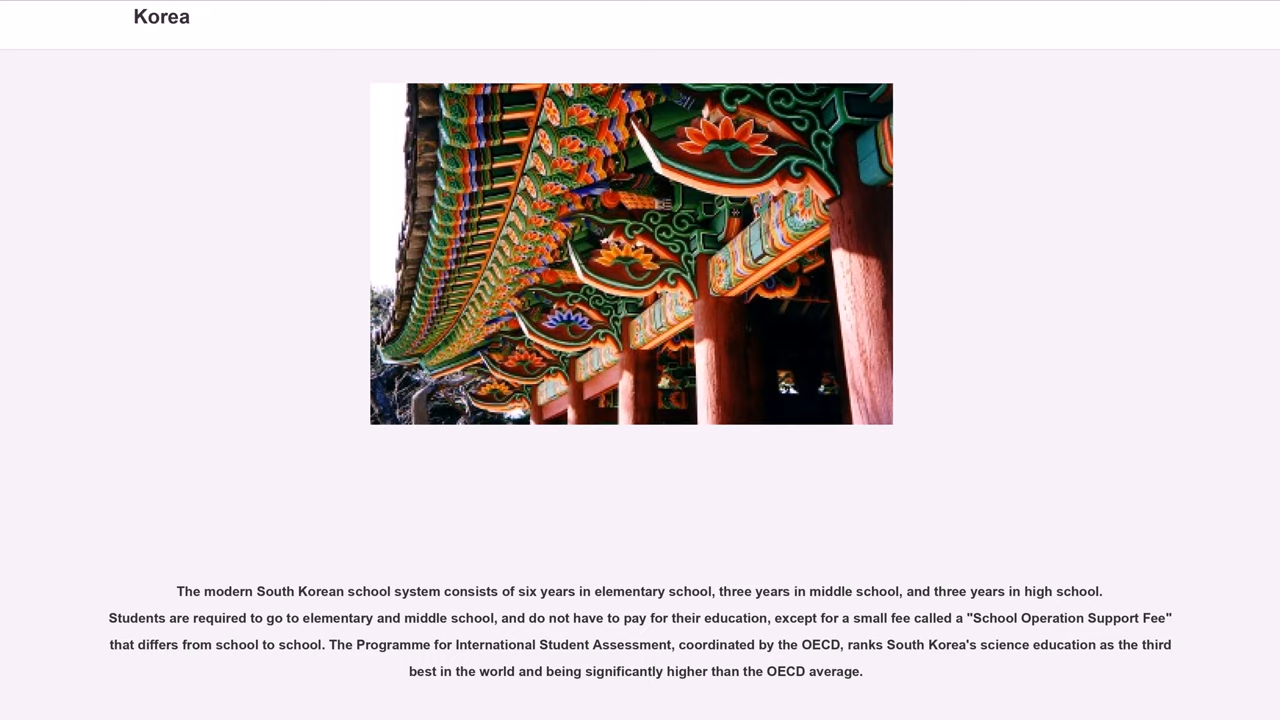 Korea
The modern South Korean school system consists of six years in elementary school, three years in middle school, and three years in high school.
Students are required to go to elementary and middle school, and do not have to pay for their education, except for a small fee called a "School Operation Support Fee"
that differs from school to school. The Programme for International Student Assessment, coordinated by the OECD, ranks South Korea's science education as the third
best in the world and being significantly higher than the OECD average.